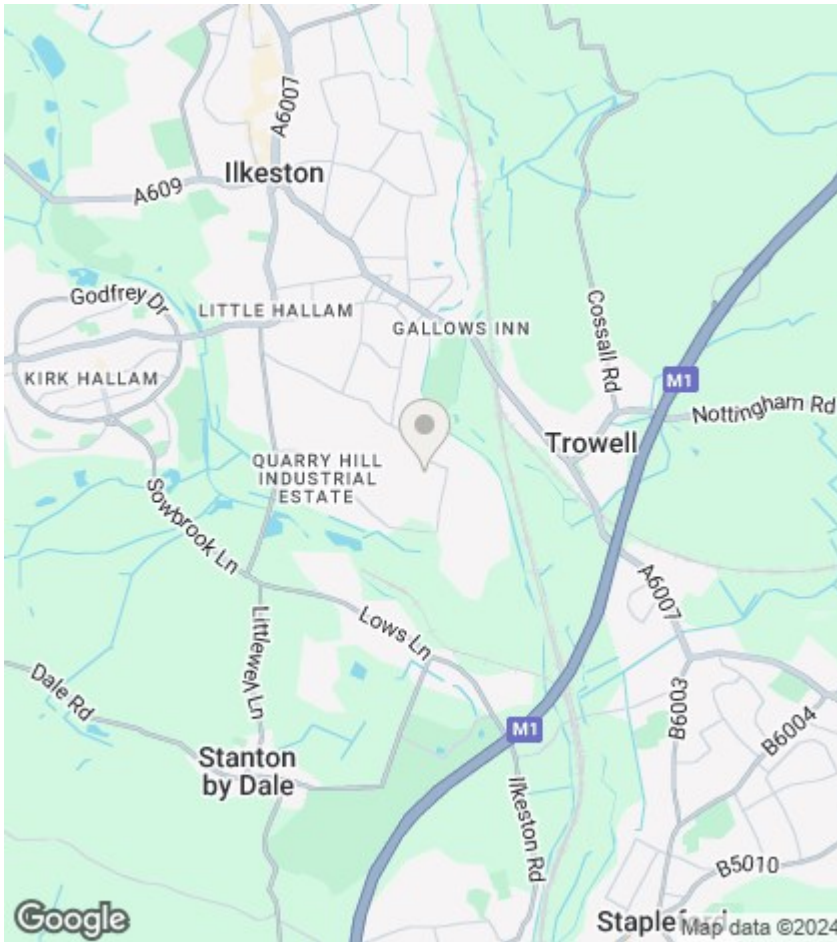 A6007
Ilkeston
A609
Godfrey Dr
LITTLE HALLAM
GALLOWS INN
Cossall Rd
KIRK HALLAM
M1
Nottingham Rd
Trowell
QUARRY HILL
INDUSTRIAL
ESTATE
Sowbrook Ln
A6007
Littlewey Ln
Lows Ln
Dale Rd
B6003
M1
B6004
Stanton
by Dale
Ilkeston Rd
B5010
Google
Stapleford
Map data ©2024